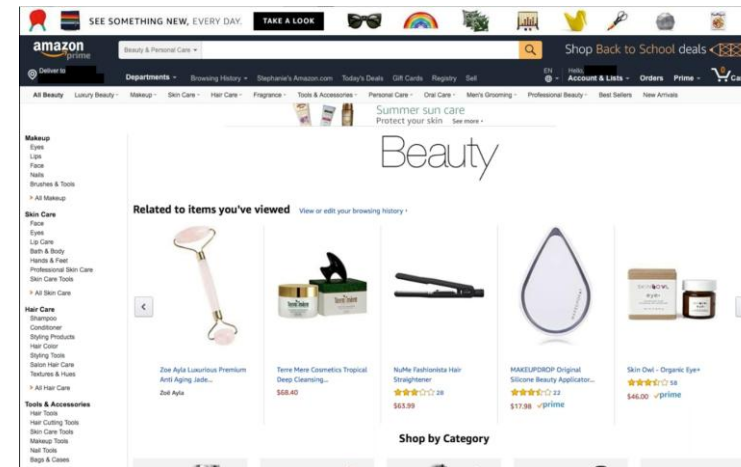 SEE SOMETHING NEW, EVERY DAY. TAKE A LOOK
amazon
prime
Beauty & Personal Care
Shop Back to School deals
Deliver to
Departments Browsing History Stephanie's Amazon.com Today's Deals Gift Cards Registry Sell
EN
Hello,
Account & Lists Orders Prime 0 Ca
All Beauty Luxury Beauty Makeup Skin Care Hair Care Fragrance Tools & Accessories Personal Care Oral Care Men's Grooming Professional Beauty Best Sellers New Arrivals
Summer sun care
Protect your skin See more ›
Beauty
Makeup
Eyes
Lips
Face
Nails
Brushes & Tools
› All Makeup
Skin Care
Face
Eyes
Lip Care
Bath & Body
Hands & Feet
Professional Skin Care
Skin Care Tools
› All Skin Care
Hair Care
Shampoo
Conditioner
Styling Products
Hair Color
Styling Tools
Salon Hair Care
Textures & Hues
› All Hair Care
Tools & Accessories
Hair Tools
Hair Cutting Tools
Skin Care Tools
Makeup Tools
Nail Tools
Bags & Cases
Related to items you've viewed View or edit your browsing history ›
Zoe Ayla Luxurious Premium
Anti Aging Jade...
Zoë Ayla
Terre Mere Cosmetics Tropical
Deep Cleansing...
$68.40
NuMe Fashionista Hair
Straightener
28
$63.99
MAKEUPDROP Original
Silicone Beauty Applicator...
22
$17.98 prime
SKIN OWL
eye+
Skin Owl - Organic Eye+
58
$46.00 prime
Shop by Category